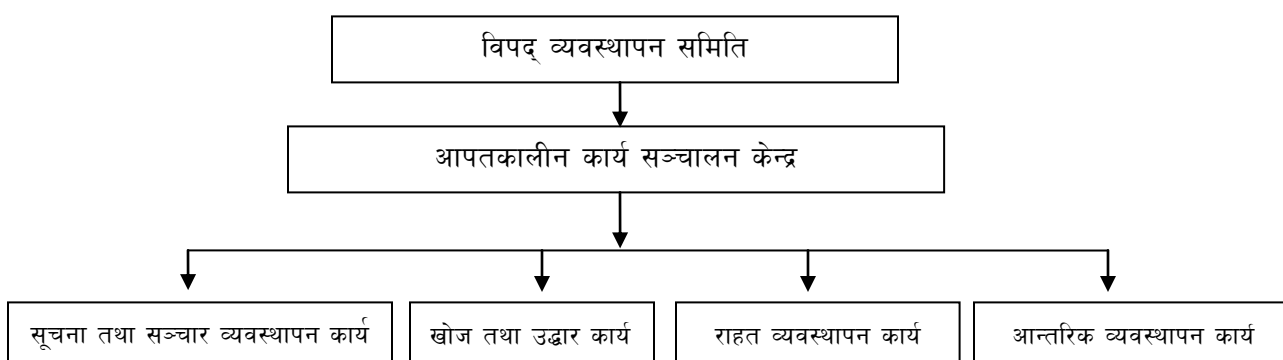 विपद् व्यवस्थापन समिति
आपतकालीन कार्य सञ्चालन केन्द्र
सूचना तथा सञ्चार व्यवस्थापन कार्य
खोज तथा उद्धार कार्य
राहत व्यवस्थापन कार्य
आन्तरिक व्यवस्थापन कार्य